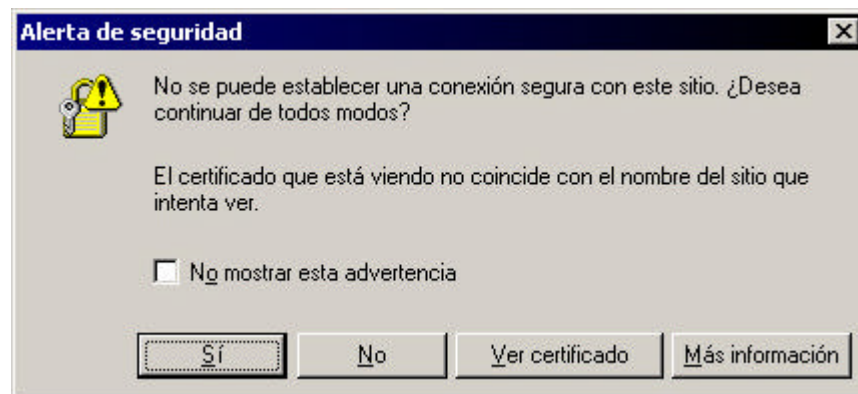 Alerta de seguridad
No se puede establecer una conexión segura con este sitio. ¿Desea
continuar de todos modos?
El certificado que está viendo no coincide con el nombre del sitio que
intenta ver.
No mostrar esta advertencia
Sí No Ver certificado Más información